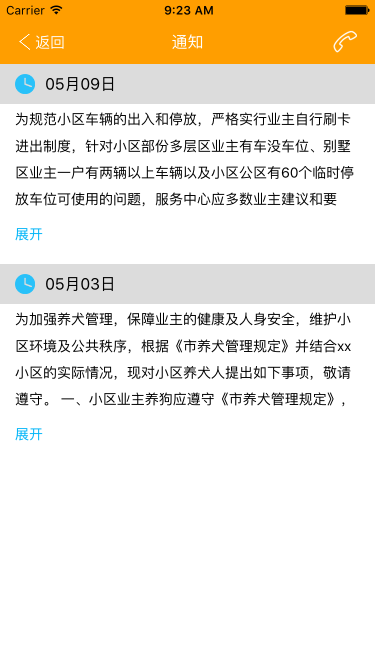 Carrier 9:23 AM
返回 通知
05月09日
为规范小区车辆的出入和停放，严格实行业主自行刷卡
进出制度，针对小区部份多层区业主有车没车位、别墅
区业主一户有两辆以上车辆以及小区公区有60个临时停
放车位可使用的问题，服务中心应多数业主建议和要
展开
05月03日
为加强养犬管理，保障业主的健康及人身安全，维护小
区环境及公共秩序，根据《市养犬管理规定》并结合xx
小区的实际情况，现对小区养犬人提出如下事项，敬请
遵守。 一、小区业主养狗应遵守《市养犬管理规定》，
展开